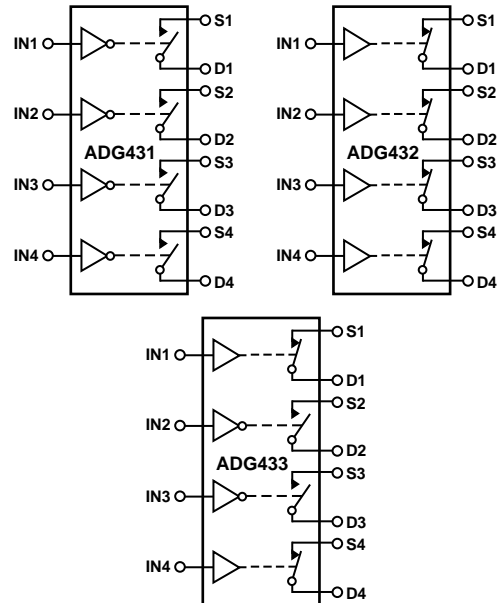 S1
IN1
D1
S2
IN2
D2
ADG431
S3
IN3
D3
S4
IN4
D4
S1
IN1
D1
S2
IN2
D2
ADG432
S3
IN3
D3
S4
IN4
D4
S1
IN1
D1
S2
IN2
D2
ADG433
S3
IN3
D3
S4
IN4
D4